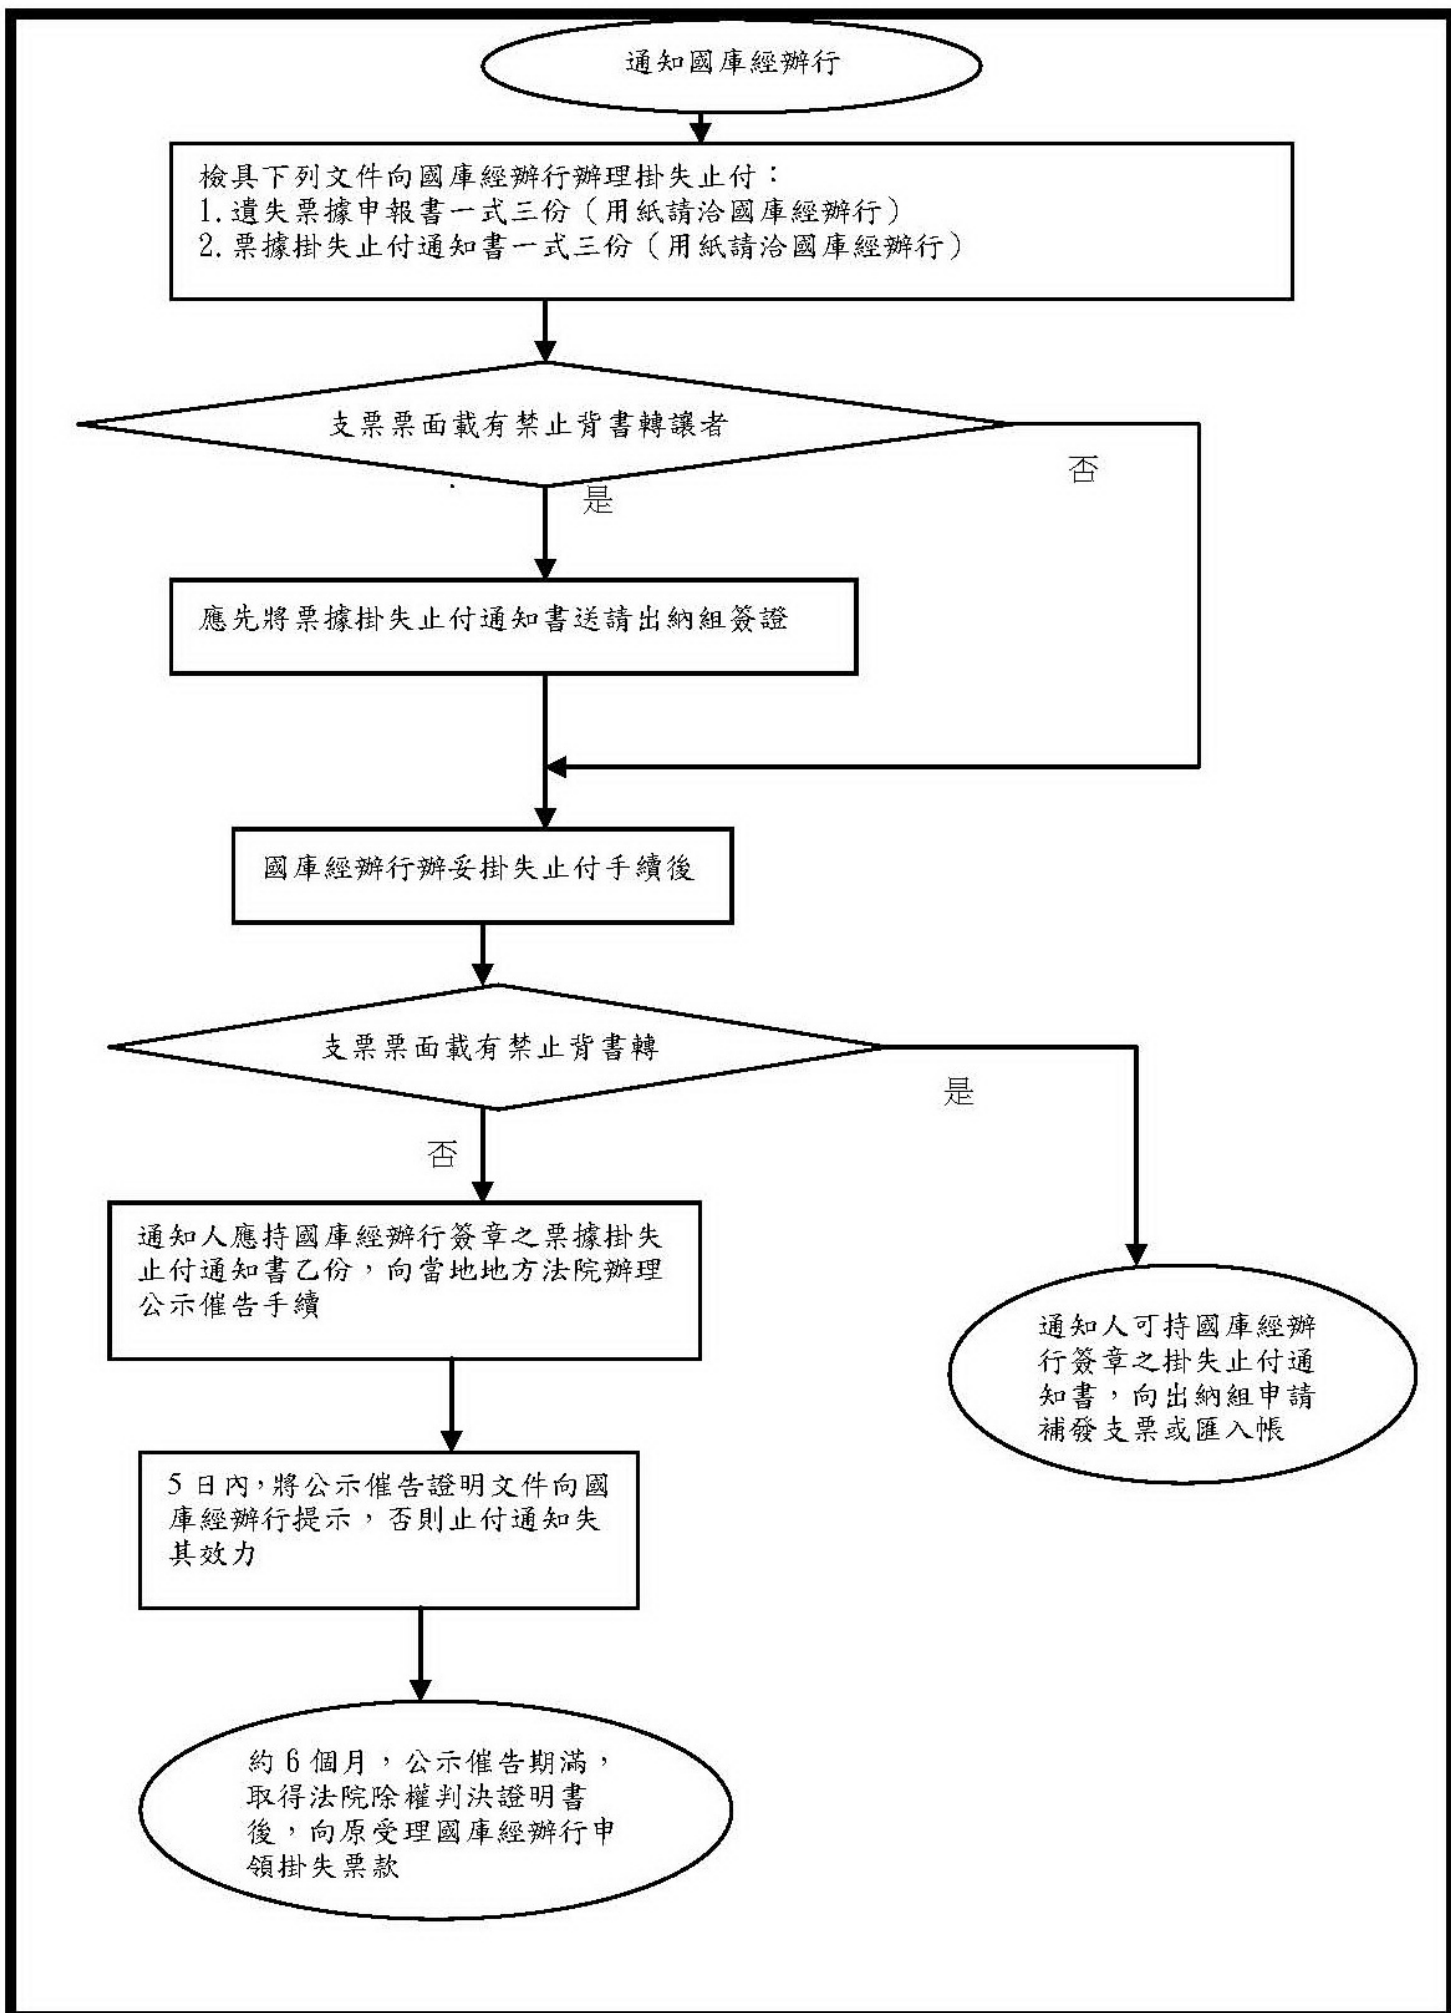 通知國庫經辦行
檢具下列文件向國庫經辦行辦理掛失止付：
1.遺失票據申報書一式三份（用紙請洽國庫經辦行）
2.票據掛失止付通知書一式三份（用紙請洽國庫經辦行）
支票票面載有禁止背書轉讓者
否
是
應先將票據掛失止付通知書送請出納組簽證
國庫經辦行辦妥掛失止付手續後
支票票面載有禁止背書轉
是
否
通知人應持國庫經辦行簽章之票據掛失
止付通知書乙份，向當地地方法院辦理
公示催告手續
通知人可持國庫經辦
行簽章之掛失止付通
知書，向出納組申請
補發支票或匯入帳
5日內，將公示催告證明文件向國
庫經辦行提示，否則止付通知失
其效力
約6個月，公示催告期滿，
取得法院除權判決證明書
後，向原受理國庫經辦行申
領掛失票款